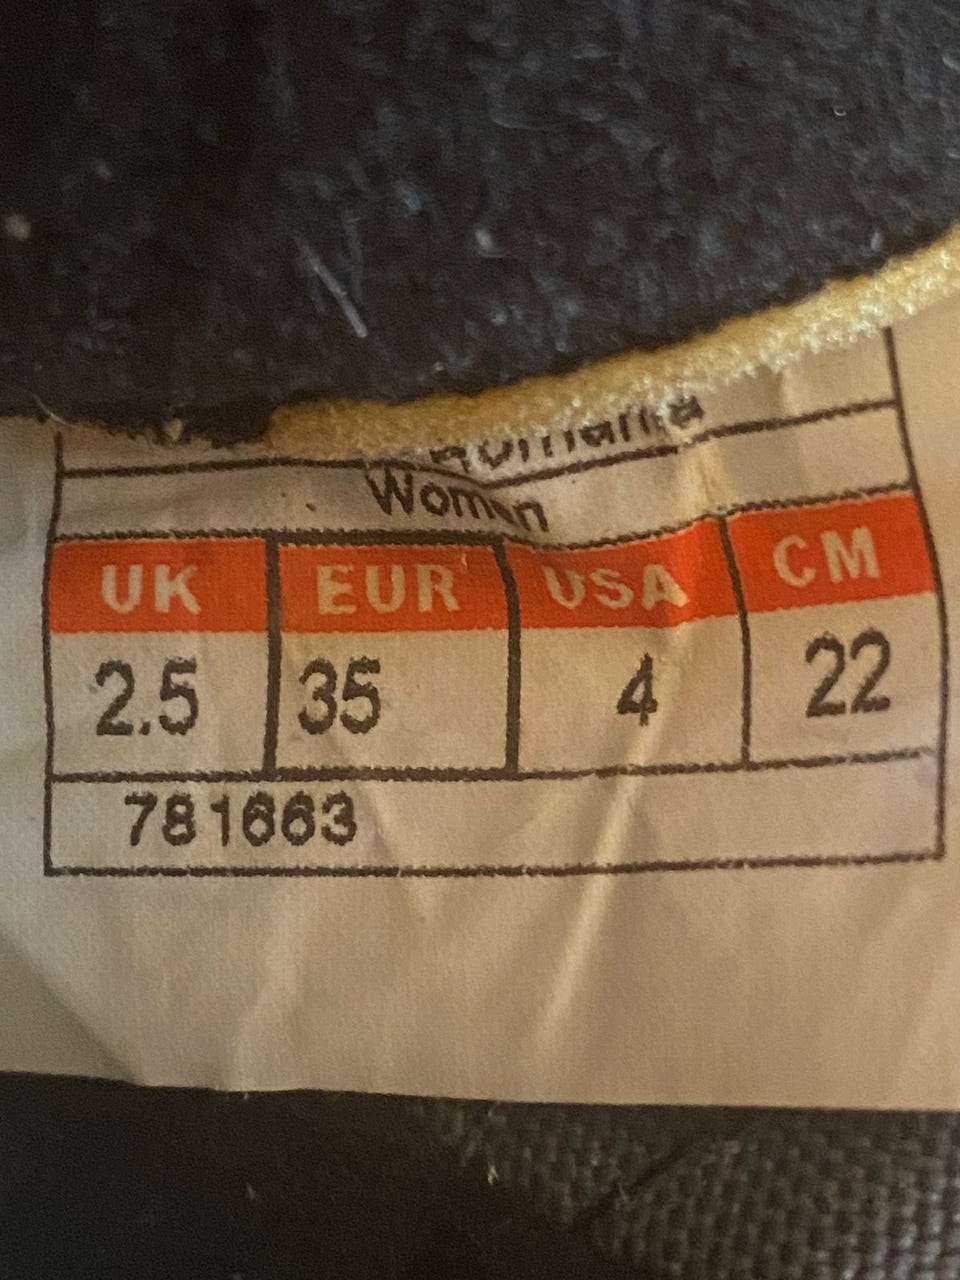 Women
UK EUR USA CM
2.5 35 4 22
781663